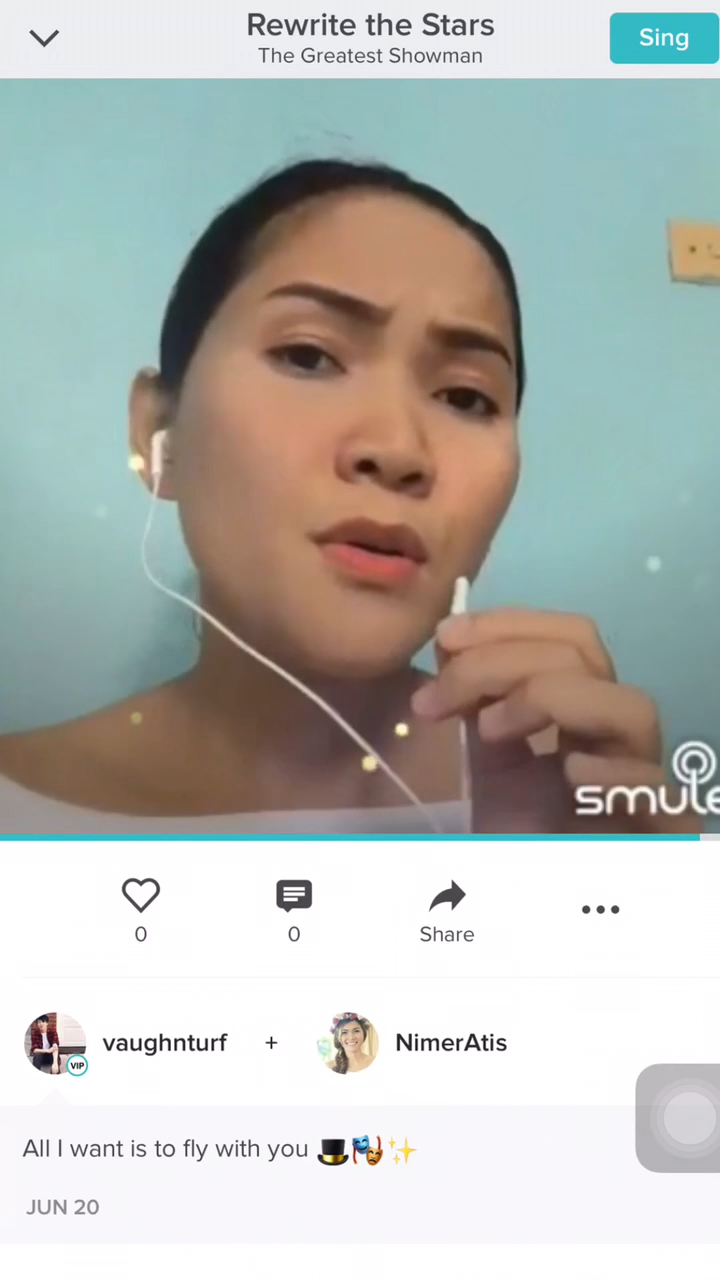 Rewrite the Stars
The Greatest Showman
Sing
smule
0
0
Share
vaughnturf + NimerAtis
VIP
All I want is to fly with you 🎩🎭✨
JUN 20